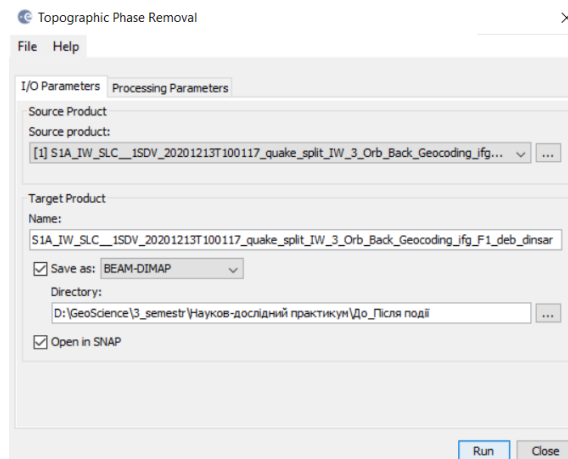 Topographic Phase Removal
File Help
I/O Parameters Processing Parameters
Source Product
Source product:
[1] S1A_IW_SLC__1SDV_20201213T100117_quake_split_IW_3_Orb_Back_Geocoding_ifg... ...
Target Product
Name:
S1A_IW_SLC__1SDV_20201213T100117_quake_split_IW_3_Orb_Back_Geocoding_ifg_F1_deb_dinsar
Save as: BEAM-DIMAP
Directory:
D:\GeoScience\3_semestr\Науков-дослідний практикум\До_Після події ...
Open in SNAP
Run Close